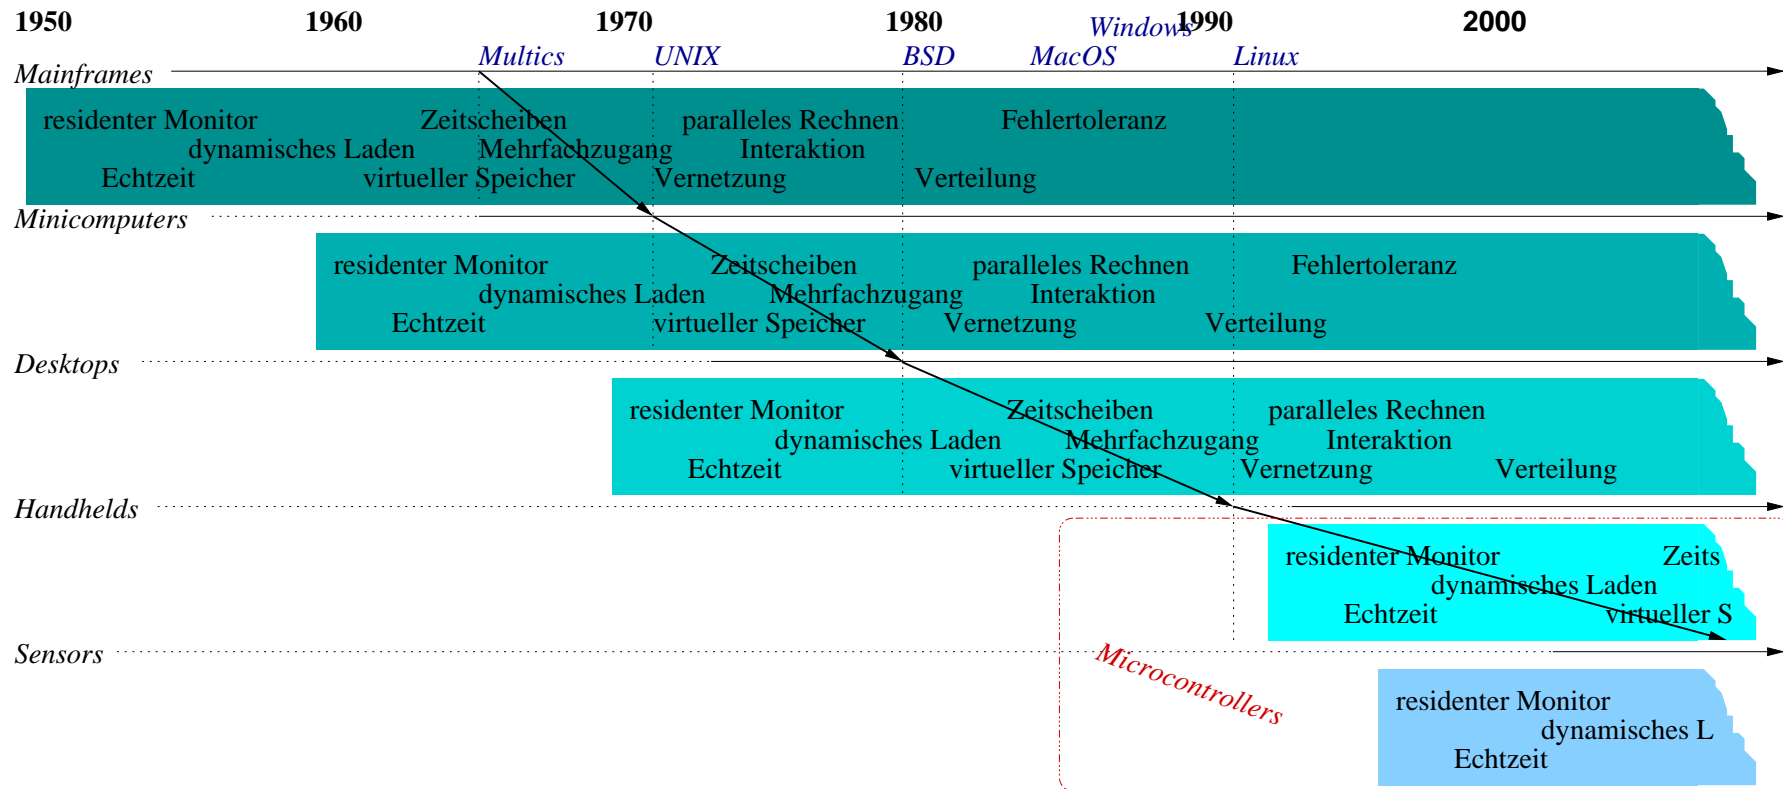 1950 1960 1970 1980 1990 2000
Windows
Multics UNIX BSD MacOS Linux
Mainframes
residenter Monitor Zeitscheiben paralleles Rechnen Fehlertoleranz
dynamisches Laden Mehrfachzugang Interaktion
Echtzeit virtueller Speicher Vernetzung Verteilung
Minicomputers
residenter Monitor Zeitscheiben paralleles Rechnen Fehlertoleranz
dynamisches Laden Mehrfachzugang Interaktion
Echtzeit virtueller Speicher Vernetzung Verteilung
Desktops
residenter Monitor Zeitscheiben paralleles Rechnen
dynamisches Laden Mehrfachzugang Interaktion
Echtzeit virtueller Speicher Vernetzung Verteilung
Handhelds
residenter Monitor Zeits
dynamisches Laden
Echtzeit virtueller S
Sensors
Microcontrollers
residenter Monitor
dynamisches L
Echtzeit